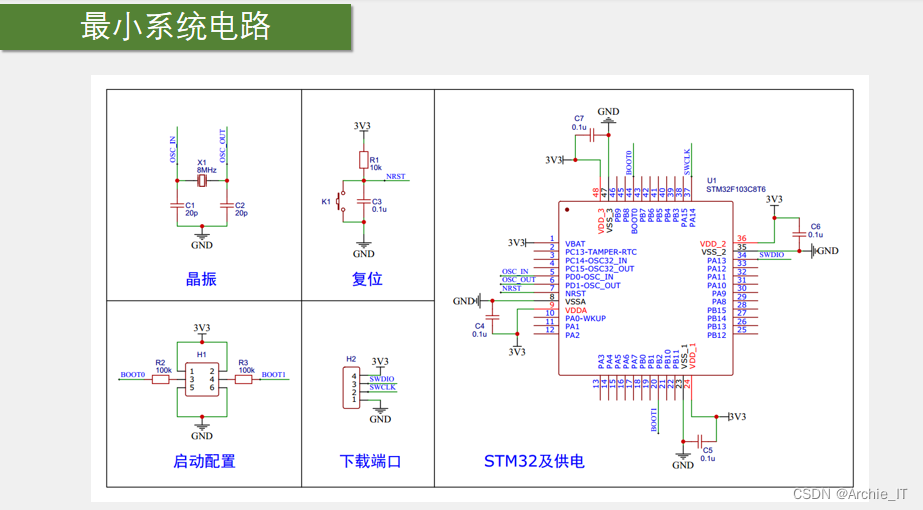 最小系统电路
OSC_IN
OSC_OUT
X1
8MHz
C1
20p
C2
20p
GND
晶振
3V3
R1
10k
NRST
K1
C3
0.1u
GND
复位
3V3
H1
R2
100k
R3
100k
BOOT0
BOOT1
1 2
3 4
5 6
GND
启动配置
H2
3V3
4
3
2
1
SWDIO
SWCLK
GND
下载端口
C7
0.1u
GND
3V3
BOOT0
SWCLK
U1
STM32F103C8T6
48
47
46
45
44
43
42
41
40
39
38
37
VDD_3
VSS_3
PB9
PB8
BOOT0
PB7
PB6
PB5
PB4
PB3
PA15
PA14
3V3
1 VBAT
2 PC13-TAMPER-RTC
3 PC14-OSC32_IN
4 PC15-OSC32_OUT
OSC_IN 5 PD0-OSC_IN
OSC_OUT 6 PD1-OSC_OUT
NRST 7 NRST
GND 8 VSSA
9 VDDA
10 PA0-WKUP
11 PA1
12 PA2
C4
0.1u
3V3
VDD_2 36
VSS_2 35
PA13 34 SWDIO
PA12 33
PA11 32
PA10 31
PA9 30
PA8 29
PB15 28
PB14 27
PB13 26
PB12 25
3V3
C6
0.1u
GND
PA3
PA4
PA5
PA6
PA7
PB0
PB1
PB2
PB10
PB11
VSS_1
VDD_1
13
14
15
16
17
18
19
20
21
22
23
24
BOOT1
3V3
C5
0.1u
GND
STM32及供电
CSDN @Archie_IT